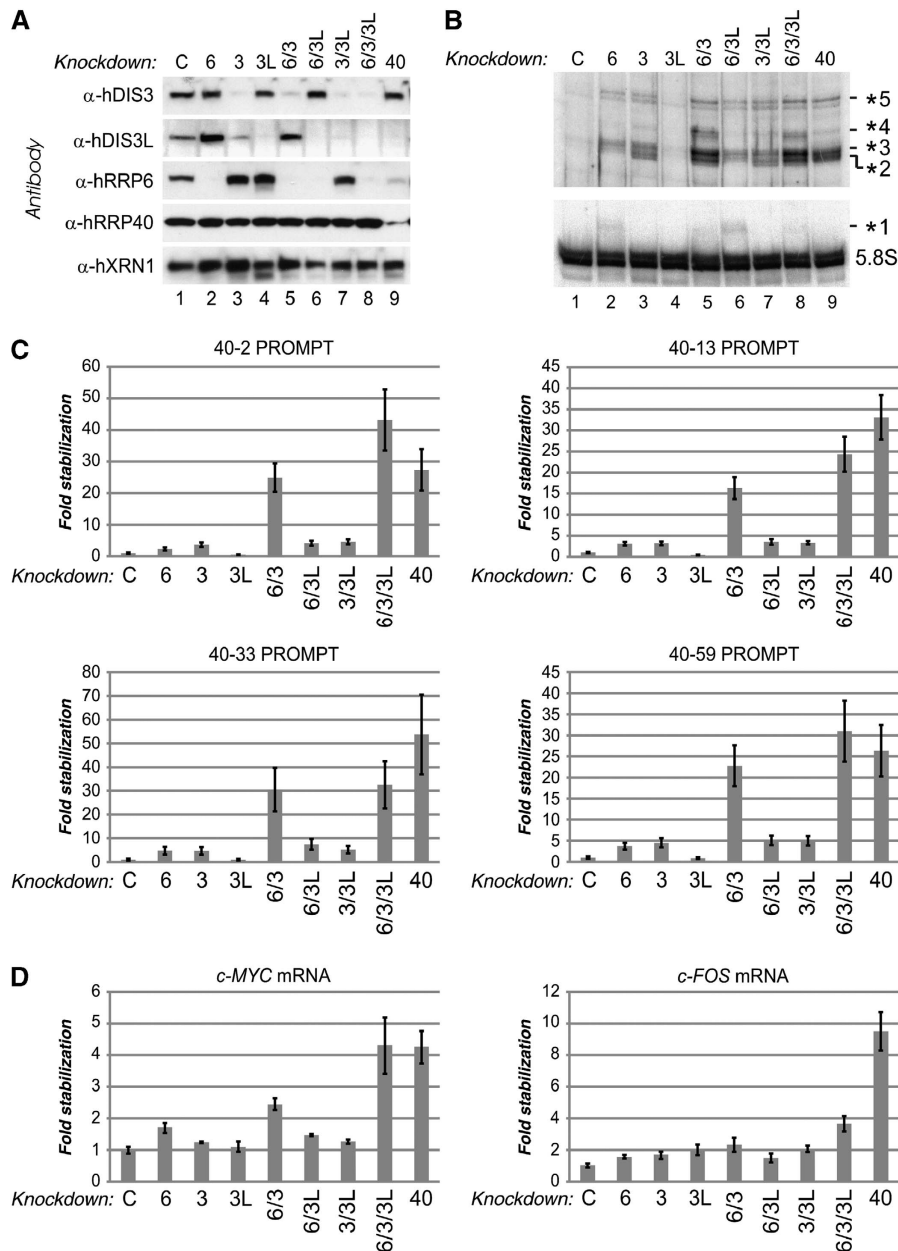 A
Knockdown: C 6 3 3L 6/3 6/3L 3/3L 6/3/3L 40
Antibody
α-hDIS3
α-hDIS3L
α-hRRP6
α-hRRP40
α-hXRN1
1 2 3 4 5 6 7 8 9
B
Knockdown: C 6 3 3L 6/3 6/3L 3/3L 6/3/3L 40
*5
*4
*3
*2
*1
5.8S
1 2 3 4 5 6 7 8 9
C
40-2 PROMPT
Fold stabilization
60
50
40
30
20
10
0
Knockdown: C 6 3 3L 6/3 6/3L 3/3L 6/3/3L 40
40-13 PROMPT
Fold stabilization
45
40
35
30
25
20
15
10
5
0
Knockdown: C 6 3 3L 6/3 6/3L 3/3L 6/3/3L 40
40-33 PROMPT
Fold stabilization
80
70
60
50
40
30
20
10
0
Knockdown: C 6 3 3L 6/3 6/3L 3/3L 6/3/3L 40
40-59 PROMPT
Fold stabilization
45
40
35
30
25
20
15
10
5
0
Knockdown: C 6 3 3L 6/3 6/3L 3/3L 6/3/3L 40
D
c-MYC mRNA
Fold stabilization
6
5
4
3
2
1
0
Knockdown: C 6 3 3L 6/3 6/3L 3/3L 6/3/3L 40
c-FOS mRNA
Fold stabilization
12
10
8
6
4
2
0
Knockdown: C 6 3 3L 6/3 6/3L 3/3L 6/3/3L 40